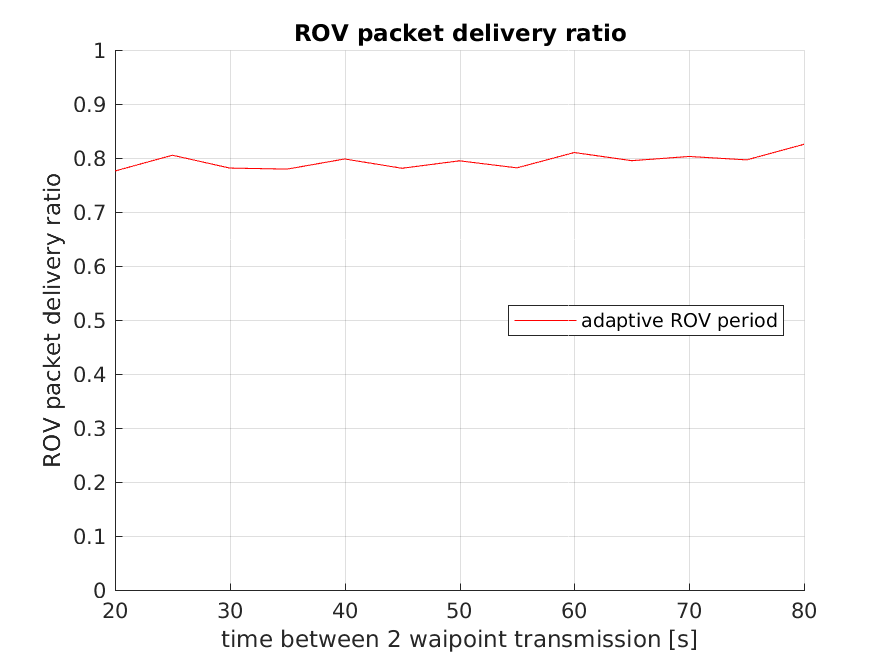 ROV packet delivery ratio
1
0.9
0.8
0.7
0.6
0.5
0.4
0.3
0.2
0.1
0
ROV packet delivery ratio
adaptive ROV period
20 30 40 50 60 70 80
time between 2 waipoint transmission [s]